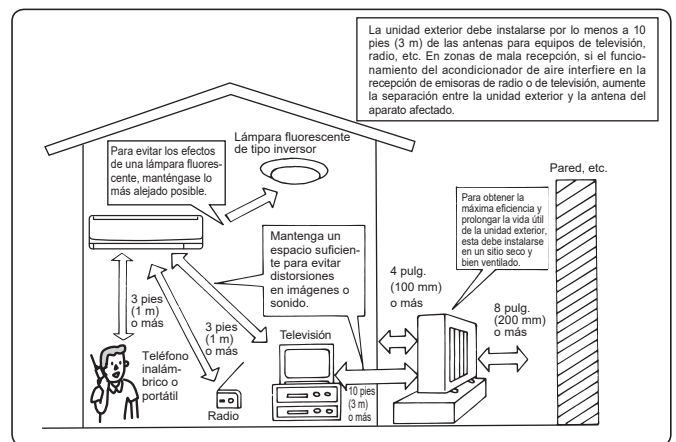 La unidad exterior debe instalarse por lo menos a 10
pies (3 m) de las antenas para equipos de televisión,
radio, etc. En zonas de mala recepción, si el funcio-
namiento del acondicionador de aire interfiere en la
recepción de emisoras de radio o de televisión, aumente
la separación entre la unidad exterior y la antena del
aparato afectado.
Lámpara fluorescente
de tipo inversor
Para evitar los efectos
de una lámpara fluores-
cente, manténgase lo
más alejado posible.
Pared, etc.
Para obtener la
máxima eficiencia y
prolongar la vida útil
de la unidad exterior,
esta debe instalarse
en un sitio seco y
bien ventilado.
Mantenga un
espacio suficien-
te para evitar
distorsiones
en imágenes o
sonido.
4 pulg.
(100 mm)
o más
8 pulg.
(200 mm)
o más
3 pies
(1 m)
o más
3 pies
(1 m)
o más
Televisión
Teléfono
inalám-
brico o
portátil
Radio
10 pies
(3 m)
o más